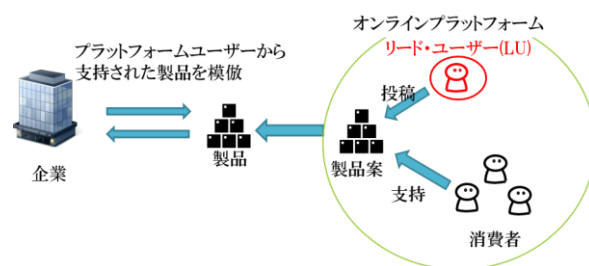 オンラインプラットフォーム
リード・ユーザー(LU)
プラットフォームユーザーから
支持された製品を模倣
投稿
企業
製品
製品案
支持
消費者